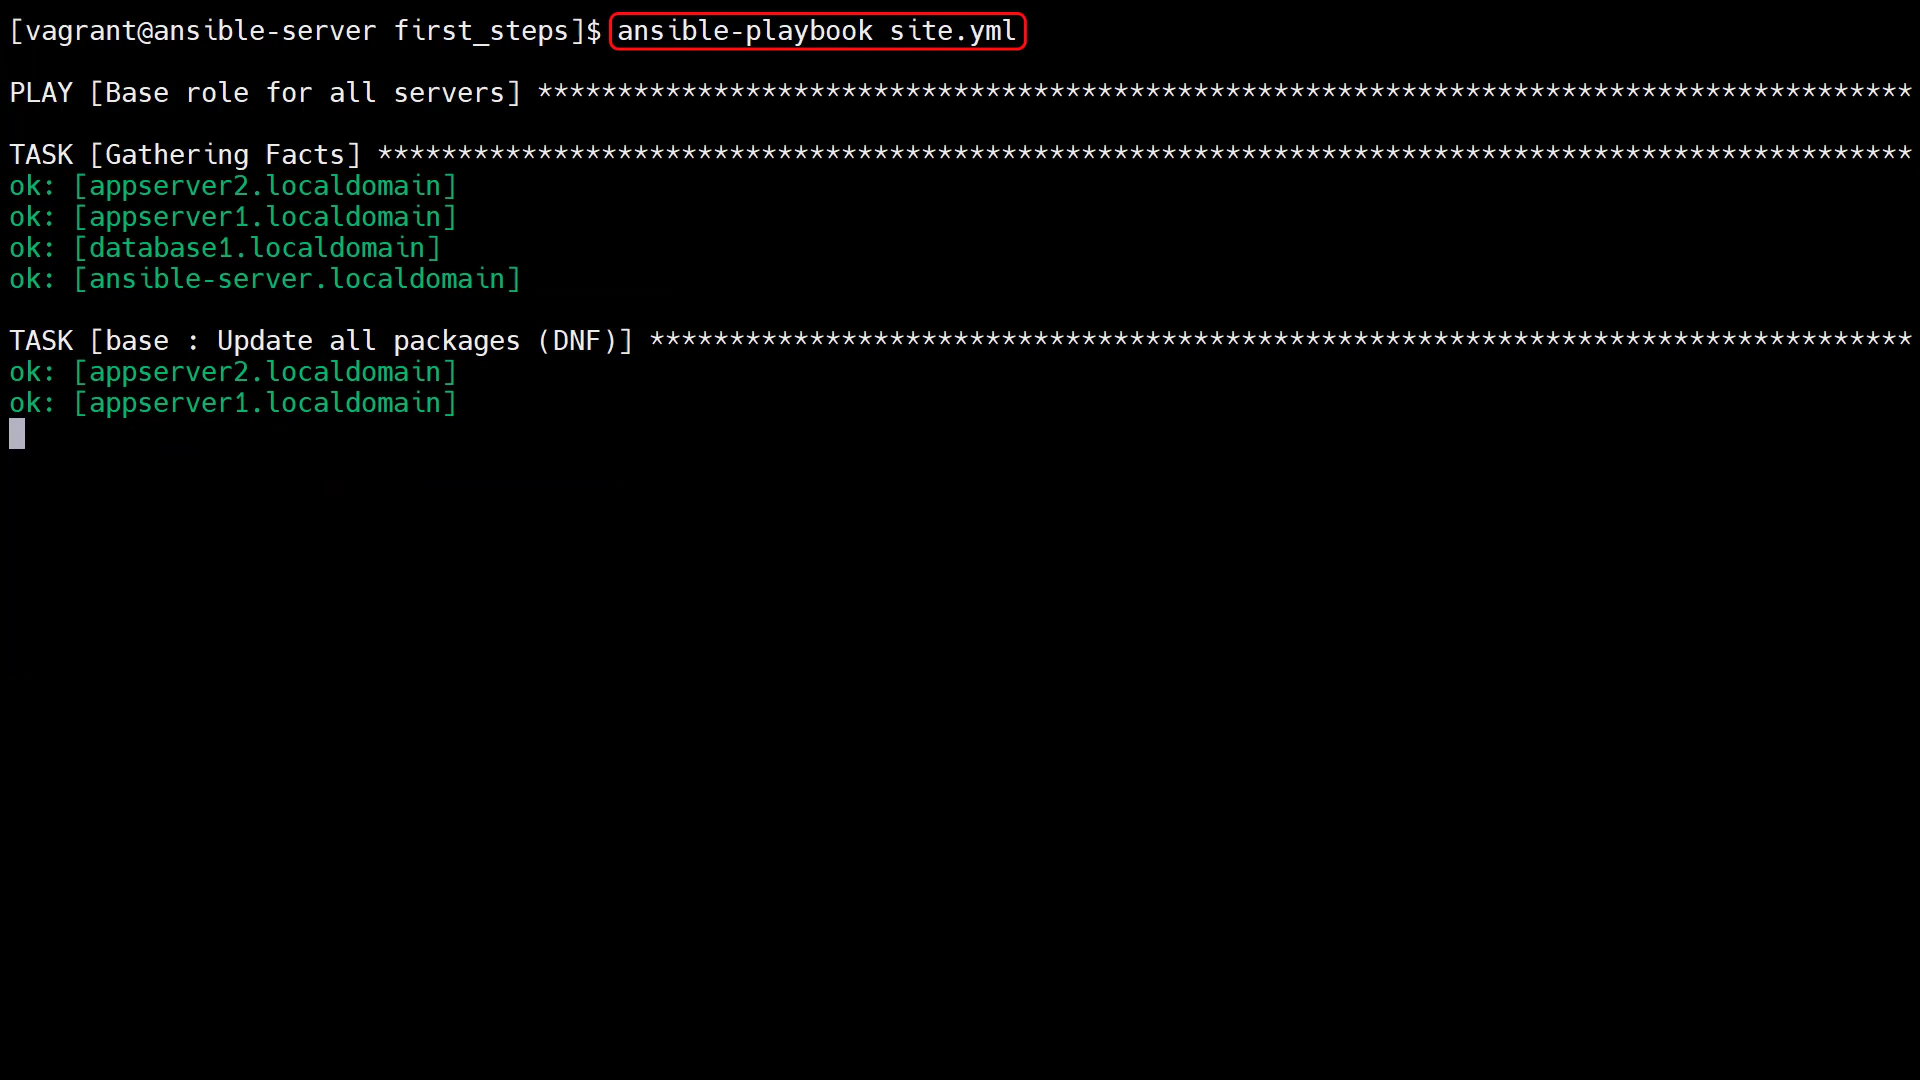 [vagrant@ansible-server first_steps]$ ansible-playbook site.yml
PLAY [Base role for all servers] **************************************************************************************
TASK [Gathering Facts] ************************************************************************************************
ok: [appserver2.localdomain]
ok: [appserver1.localdomain]
ok: [database1.localdomain]
ok: [ansible-server.localdomain]
TASK [base : Update all packages (DNF)] *******************************************************************************
ok: [appserver2.localdomain]
ok: [appserver1.localdomain]